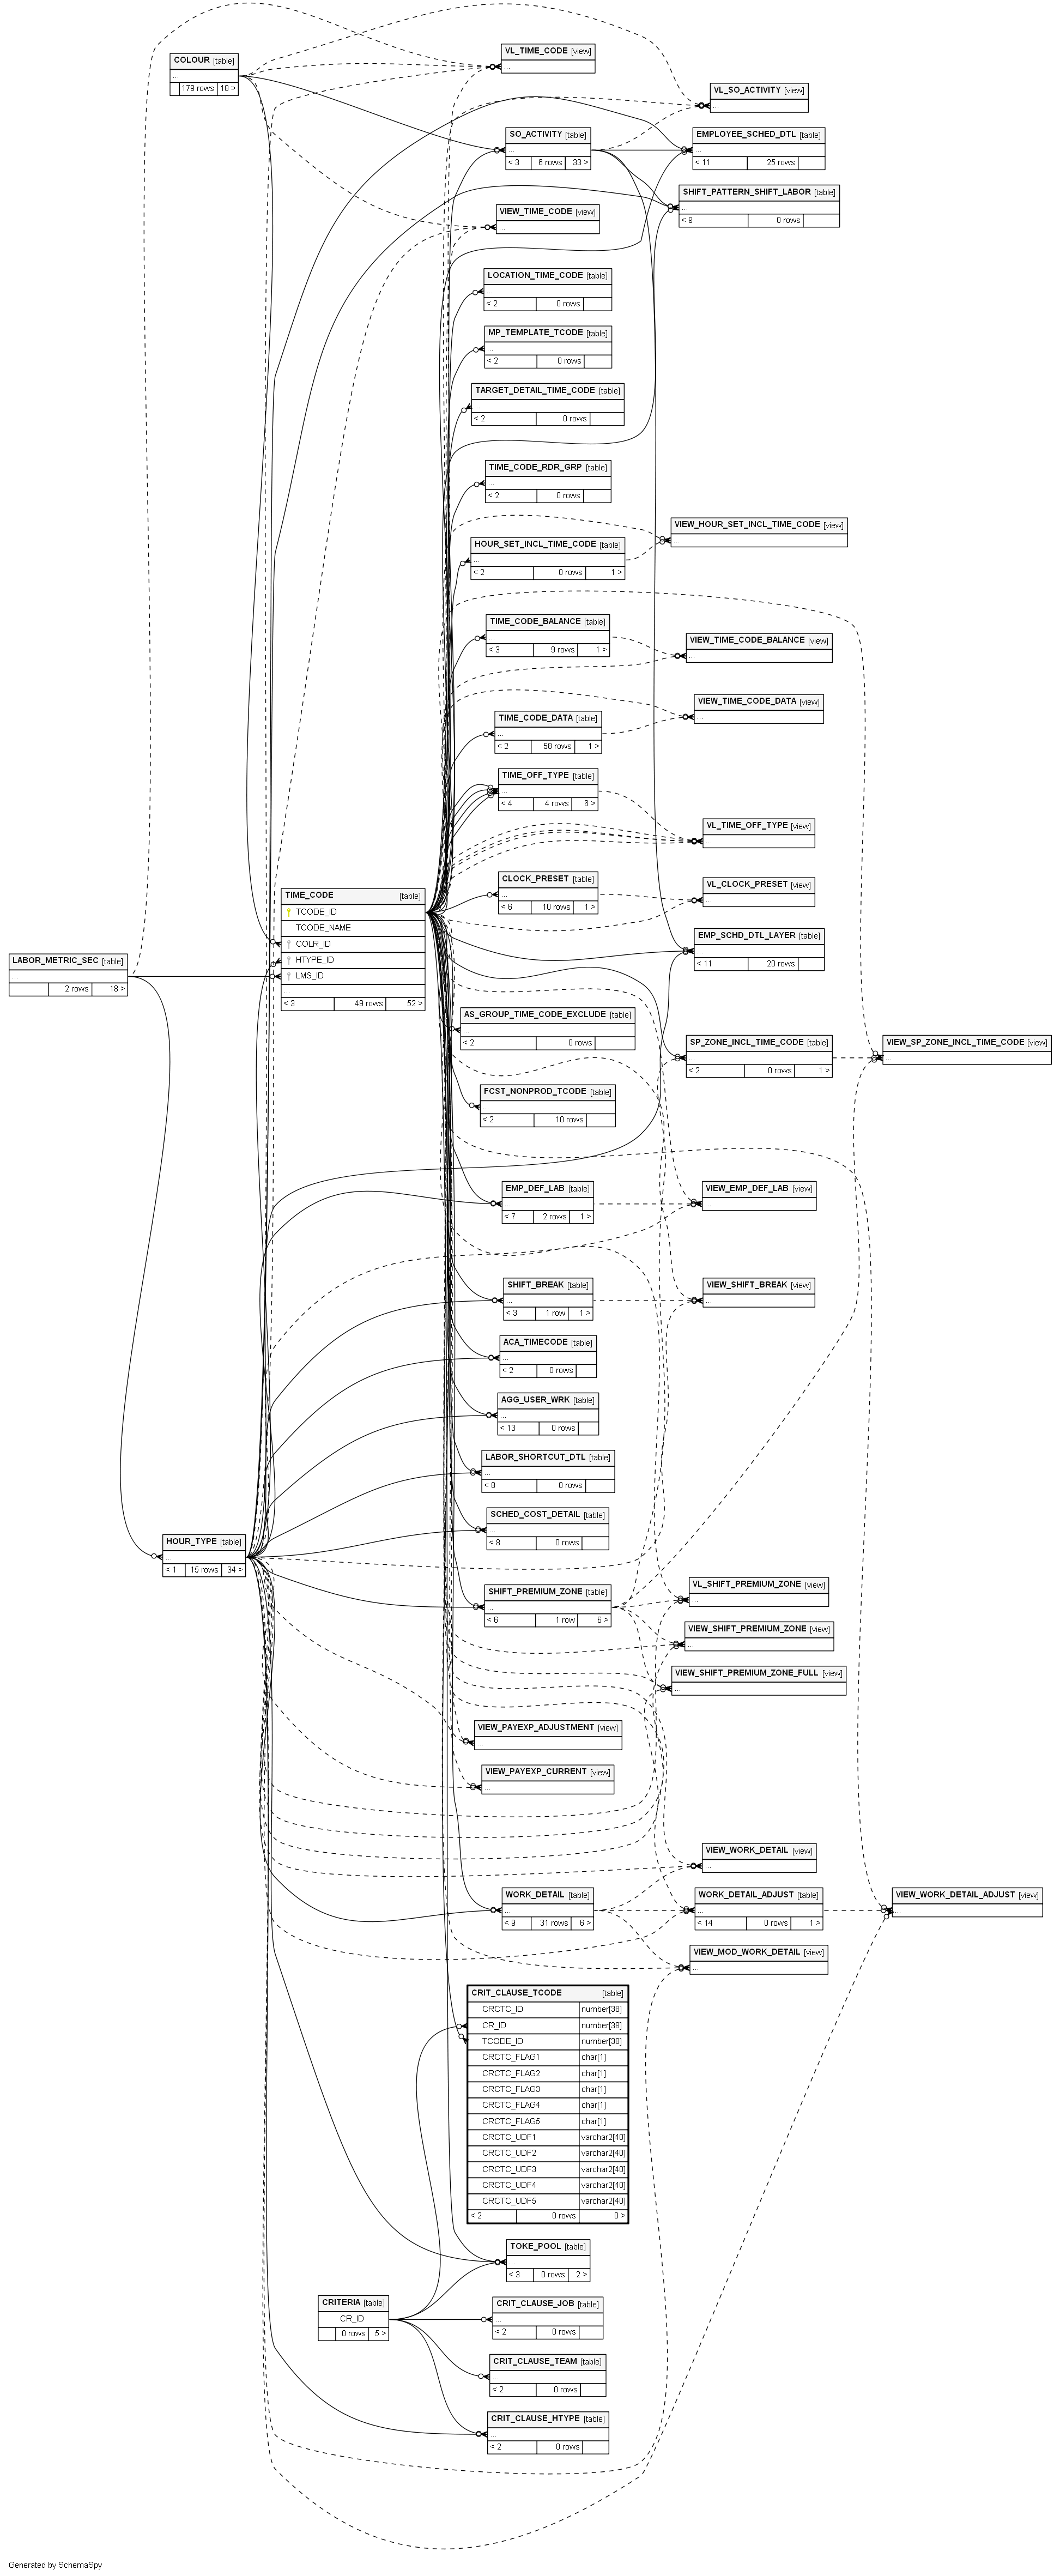 COLOUR [table]
...
179 rows 18 >
VL_TIME_CODE [view]
...
VL_SO_ACTIVITY [view]
...
SO_ACTIVITY [table]
...
< 3 6 rows 33 >
EMPLOYEE_SCHED_DTL [table]
...
< 11 25 rows
SHIFT_PATTERN_SHIFT_LABOR [table]
...
< 9 0 rows
VIEW_TIME_CODE [view]
...
LOCATION_TIME_CODE [table]
...
< 2 0 rows
MP_TEMPLATE_TCODE [table]
...
< 2 0 rows
TARGET_DETAIL_TIME_CODE [table]
...
< 2 0 rows
TIME_CODE_RDR_GRP [table]
...
< 2 0 rows
VIEW_HOUR_SET_INCL_TIME_CODE [view]
...
HOUR_SET_INCL_TIME_CODE [table]
...
< 2 0 rows 1 >
TIME_CODE_BALANCE [table]
...
< 3 9 rows 1 >
VIEW_TIME_CODE_BALANCE [view]
...
VIEW_TIME_CODE_DATA [view]
...
TIME_CODE_DATA [table]
...
< 2 58 rows 1 >
TIME_OFF_TYPE [table]
...
< 4 4 rows 6 >
VL_TIME_OFF_TYPE [view]
...
CLOCK_PRESET [table]
...
< 6 10 rows 1 >
VL_CLOCK_PRESET [view]
...
TIME_CODE [table]
TCODE_ID
TCODE_NAME
COLR_ID
HTYPE_ID
LMS_ID
...
< 3 49 rows 52 >
EMP_SCHD_DTL_LAYER [table]
...
< 11 20 rows
LABOR_METRIC_SEC [table]
...
2 rows 18 >
AS_GROUP_TIME_CODE_EXCLUDE [table]
...
< 2 0 rows
SP_ZONE_INCL_TIME_CODE [table]
...
< 2 0 rows 1 >
VIEW_SP_ZONE_INCL_TIME_CODE [view]
...
FCST_NONPROD_TCODE [table]
...
< 2 10 rows
EMP_DEF_LAB [table]
...
< 7 2 rows 1 >
VIEW_EMP_DEF_LAB [view]
...
SHIFT_BREAK [table]
...
< 3 1 row 1 >
VIEW_SHIFT_BREAK [view]
...
ACA_TIMECODE [table]
...
< 2 0 rows
AGG_USER_WRK [table]
...
< 13 0 rows
LABOR_SHORTCUT_DTL [table]
...
< 8 0 rows
SCHED_COST_DETAIL [table]
...
< 8 0 rows
HOUR_TYPE [table]
...
< 1 15 rows 34 >
SHIFT_PREMIUM_ZONE [table]
...
< 6 1 row 6 >
VL_SHIFT_PREMIUM_ZONE [view]
...
VIEW_SHIFT_PREMIUM_ZONE [view]
...
VIEW_SHIFT_PREMIUM_ZONE_FULL [view]
...
VIEW_PAYEXP_ADJUSTMENT [view]
...
VIEW_PAYEXP_CURRENT [view]
...
VIEW_WORK_DETAIL [view]
...
WORK_DETAIL [table]
...
< 9 31 rows 6 >
WORK_DETAIL_ADJUST [table]
...
< 14 0 rows 1 >
VIEW_WORK_DETAIL_ADJUST [view]
...
VIEW_MOD_WORK_DETAIL [view]
...
CRIT_CLAUSE_TCODE [table]
CRCTC_ID number[38]
CR_ID number[38]
TCODE_ID number[38]
CRCTC_FLAG1 char[1]
CRCTC_FLAG2 char[1]
CRCTC_FLAG3 char[1]
CRCTC_FLAG4 char[1]
CRCTC_FLAG5 char[1]
CRCTC_UDF1 varchar2[40]
CRCTC_UDF2 varchar2[40]
CRCTC_UDF3 varchar2[40]
CRCTC_UDF4 varchar2[40]
CRCTC_UDF5 varchar2[40]
< 2 0 rows 0 >
TOKE_POOL [table]
...
< 3 0 rows 2 >
CRITERIA [table]
CR_ID
0 rows 5 >
CRIT_CLAUSE_JOB [table]
...
< 2 0 rows
CRIT_CLAUSE_TEAM [table]
...
< 2 0 rows
CRIT_CLAUSE_HTYPE [table]
...
< 2 0 rows
Generated by SchemaSpy